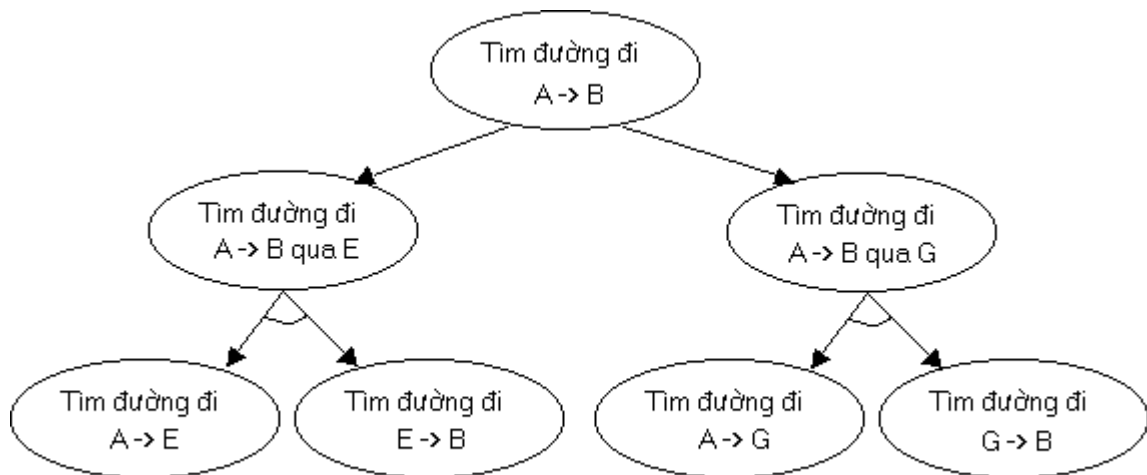 Tìm đường đi
A -> B
Tìm đường đi
A -> B qua E
Tìm đường đi
A -> B qua G
Tìm đường đi
A -> E
Tìm đường đi
E -> B
Tìm đường đi
A -> G
Tìm đường đi
G -> B